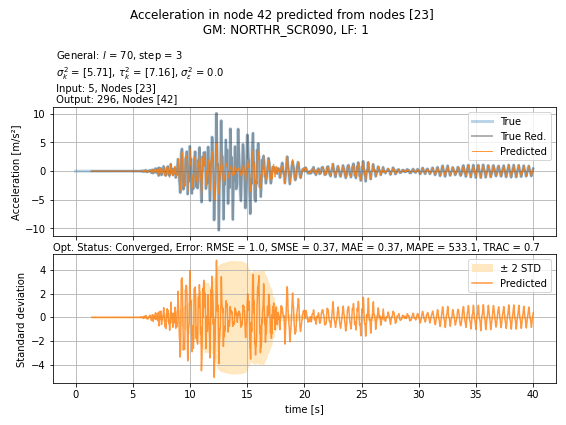 Acceleration in node 42 predicted from nodes [23]
GM: NORTHR_SCR090, LF: 1
General: l = 70, step = 3
σ²ₖ = [5.71], τ²ₖ = [7.16], σ²ε = 0.0
Input: 5, Nodes [23]
Output: 296, Nodes [42]
Acceleration [m/s²]
10
5
0
−5
−10
True
True Red.
Predicted
Opt. Status: Converged, Error: RMSE = 1.0, SMSE = 0.37, MAE = 0.37, MAPE = 533.1, TRAC = 0.7
Standard deviation
4
2
0
−2
−4
± 2 STD
Predicted
0 5 10 15 20 25 30 35 40
time [s]